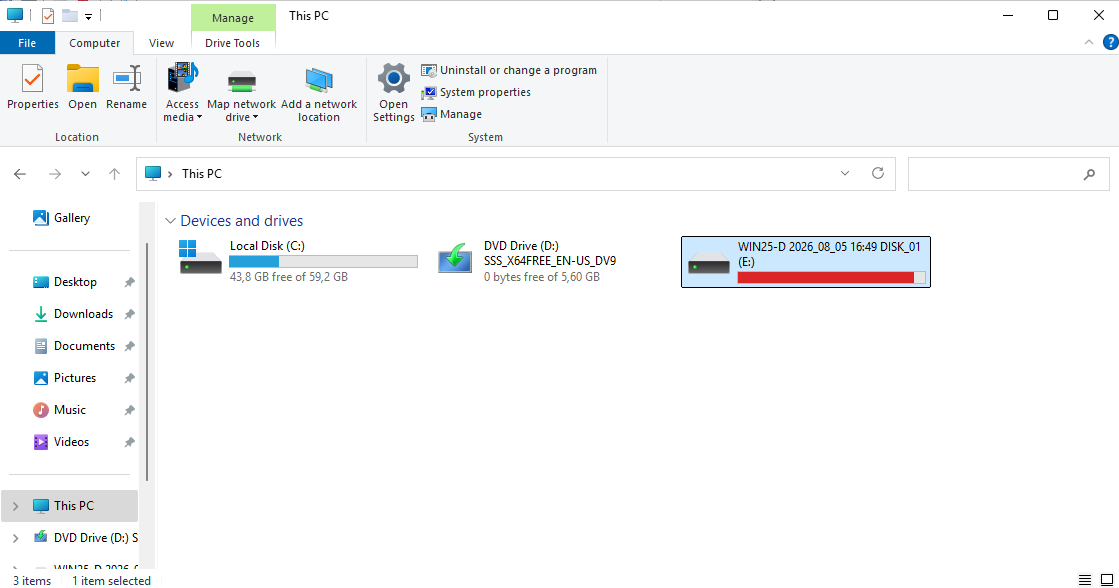 Manage
This PC
File
Computer
View
Drive Tools
Properties
Open
Rename
Access media
Map network drive
Add a network location
Open Settings
Uninstall or change a program
System properties
Manage
Location
Network
System
This PC
Gallery
Desktop
Downloads
Documents
Pictures
Music
Videos
This PC
DVD Drive (D:) S
Devices and drives
Local Disk (C:)
43,8 GB free of 59,2 GB
DVD Drive (D:)
SSS_X64FREE_EN-US_DV9
0 bytes free of 5,60 GB
WIN25-D 2026_08_05 16:49 DISK_01
(E:)
3 items
1 item selected